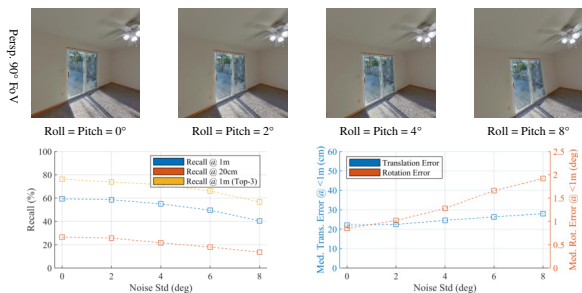 Persp. 90° FoV
Roll = Pitch = 0°
Roll = Pitch = 2°
Roll = Pitch = 4°
Roll = Pitch = 8°
100
80
60
40
20
0
Recall (%)
Recall @ 1m
Recall @ 20cm
Recall @ 1m (Top-3)
0 2 4 6 8
Noise Std (deg)
60
50
40
30
20
10
0
Med. Trans. Error @ <1m (cm)
Translation Error
Rotation Error
2.5
2
1.5
1
0.5
0
Med. Rot. Error @ <1m (deg)
0 2 4 6 8
Noise Std (deg)